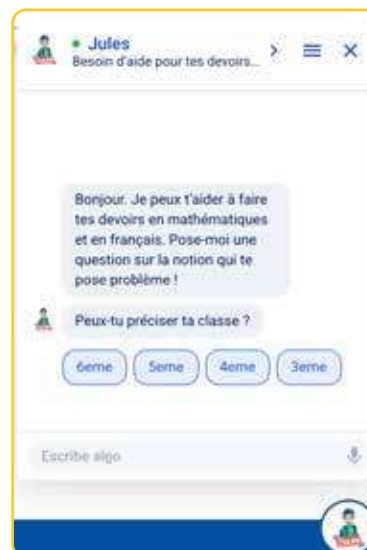 Jules
Besoin d'aide pour tes devoirs...
Bonjour. Je peux t'aider à faire
tes devoirs en mathématiques
et en français. Pose-moi une
question sur la notion qui te
pose problème !
Peux-tu préciser ta classe ?
6eme 5eme 4eme 3eme
Escribe algo